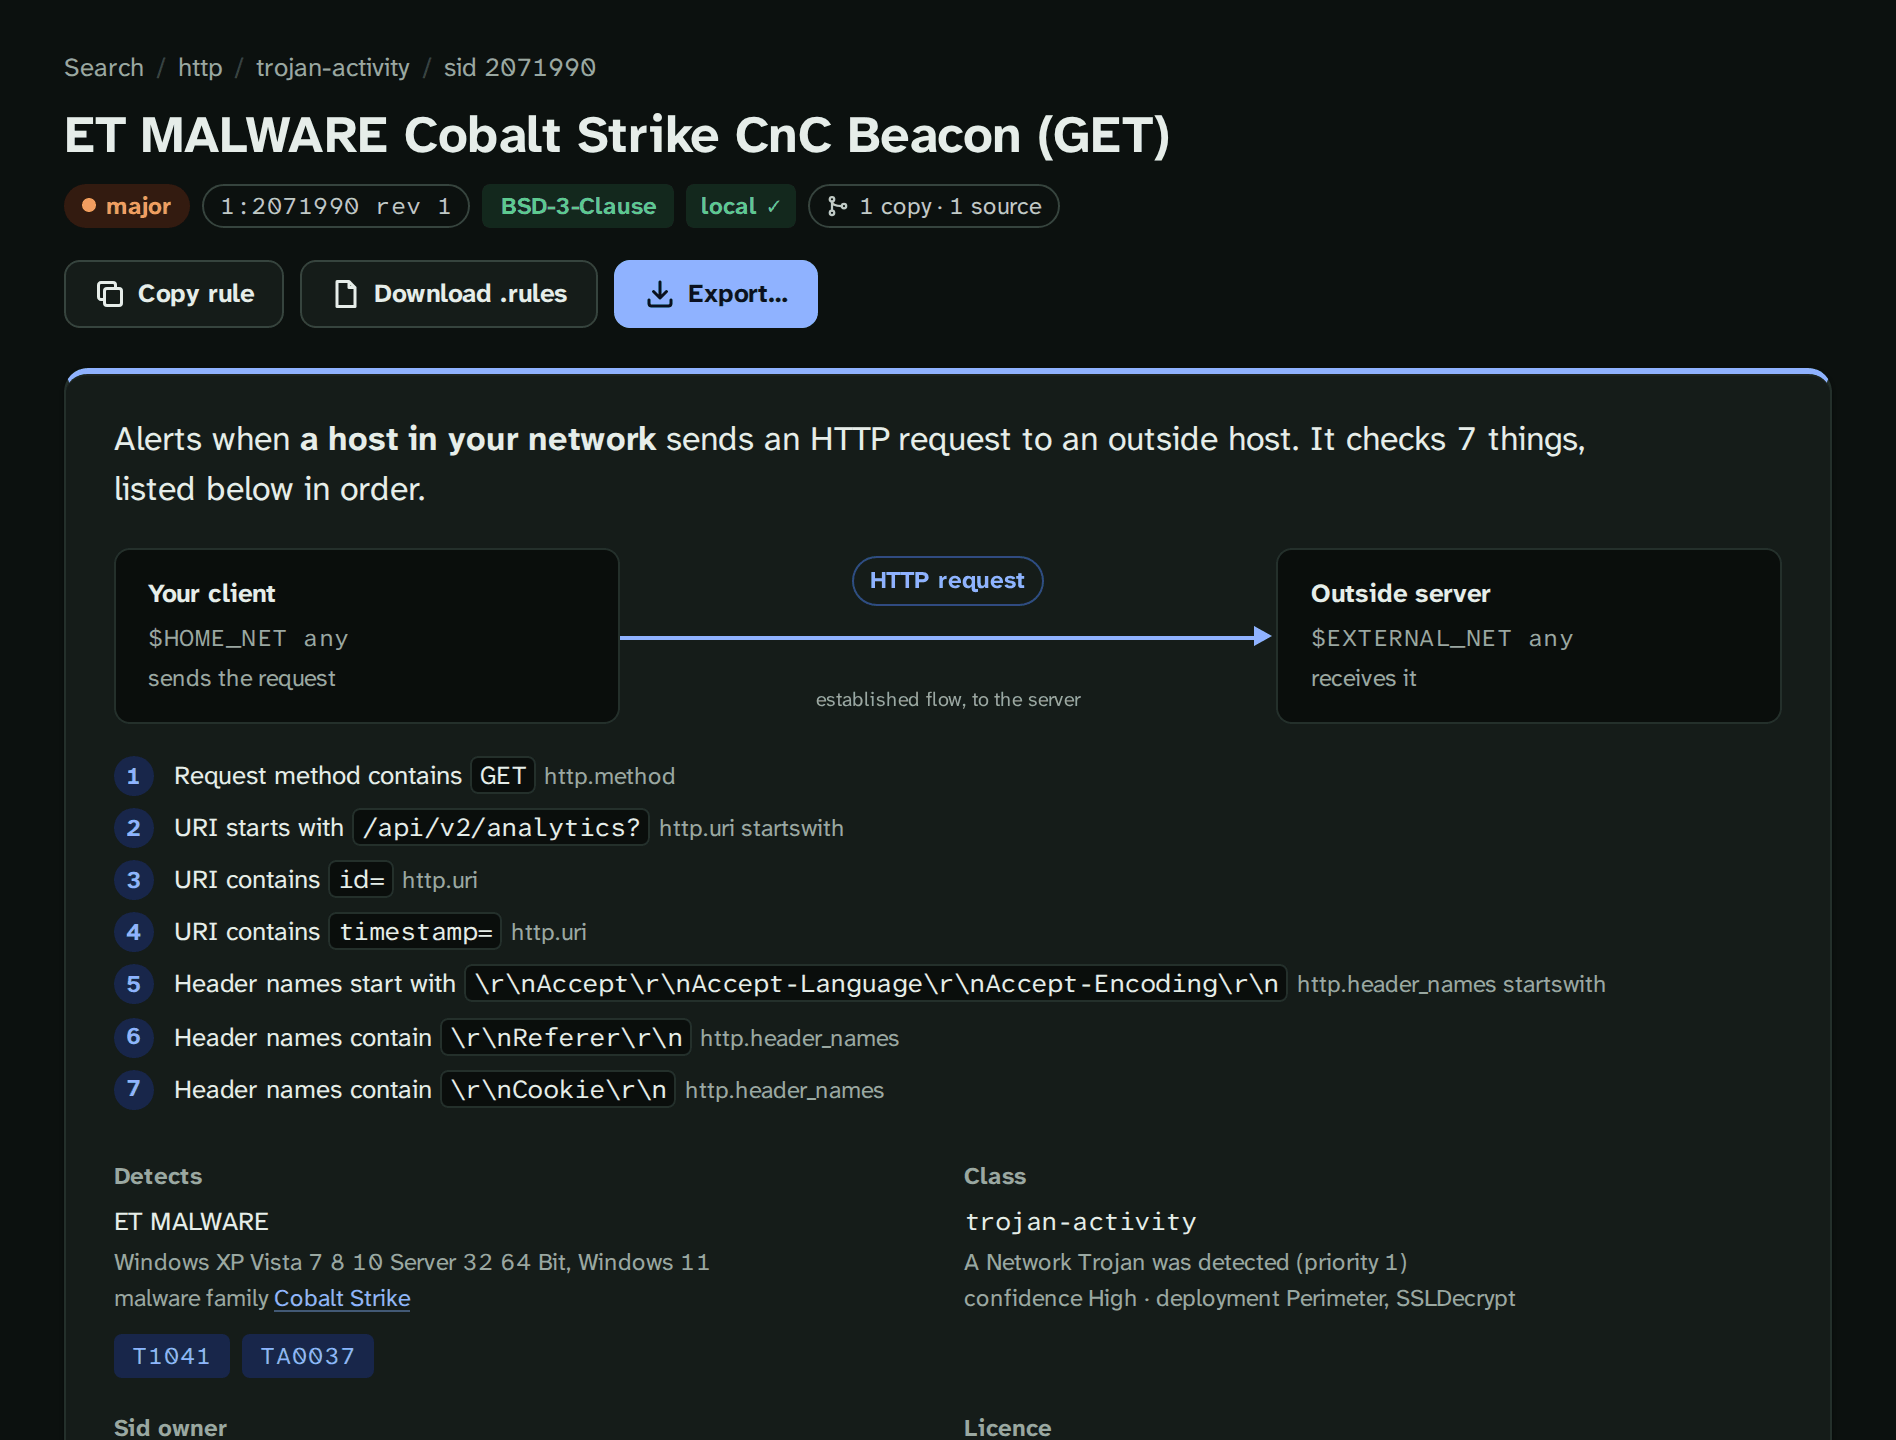 Search / http / trojan-activity / sid 2071990
ET MALWARE Cobalt Strike CnC Beacon (GET)
major 1:2071990 rev 1 BSD-3-Clause local ✓ 1 copy · 1 source
Copy rule Download .rules Export...
Alerts when a host in your network sends an HTTP request to an outside host. It checks 7 things,
listed below in order.
Your client
$HOME_NET any
sends the request
HTTP request
established flow, to the server
Outside server
$EXTERNAL_NET any
receives it
1 Request method contains GET http.method
2 URI starts with /api/v2/analytics? http.uri startswith
3 URI contains id= http.uri
4 URI contains timestamp= http.uri
5 Header names start with \r\nAccept\r\nAccept-Language\r\nAccept-Encoding\r\n http.header_names startswith
6 Header names contain \r\nReferer\r\n http.header_names
7 Header names contain \r\nCookie\r\n http.header_names
Detects
ET MALWARE
Windows XP Vista 7 8 10 Server 32 64 Bit, Windows 11
malware family Cobalt Strike
T1041 TA0037
Class
trojan-activity
A Network Trojan was detected (priority 1)
confidence High · deployment Perimeter, SSLDecrypt
Sid owner
Licence